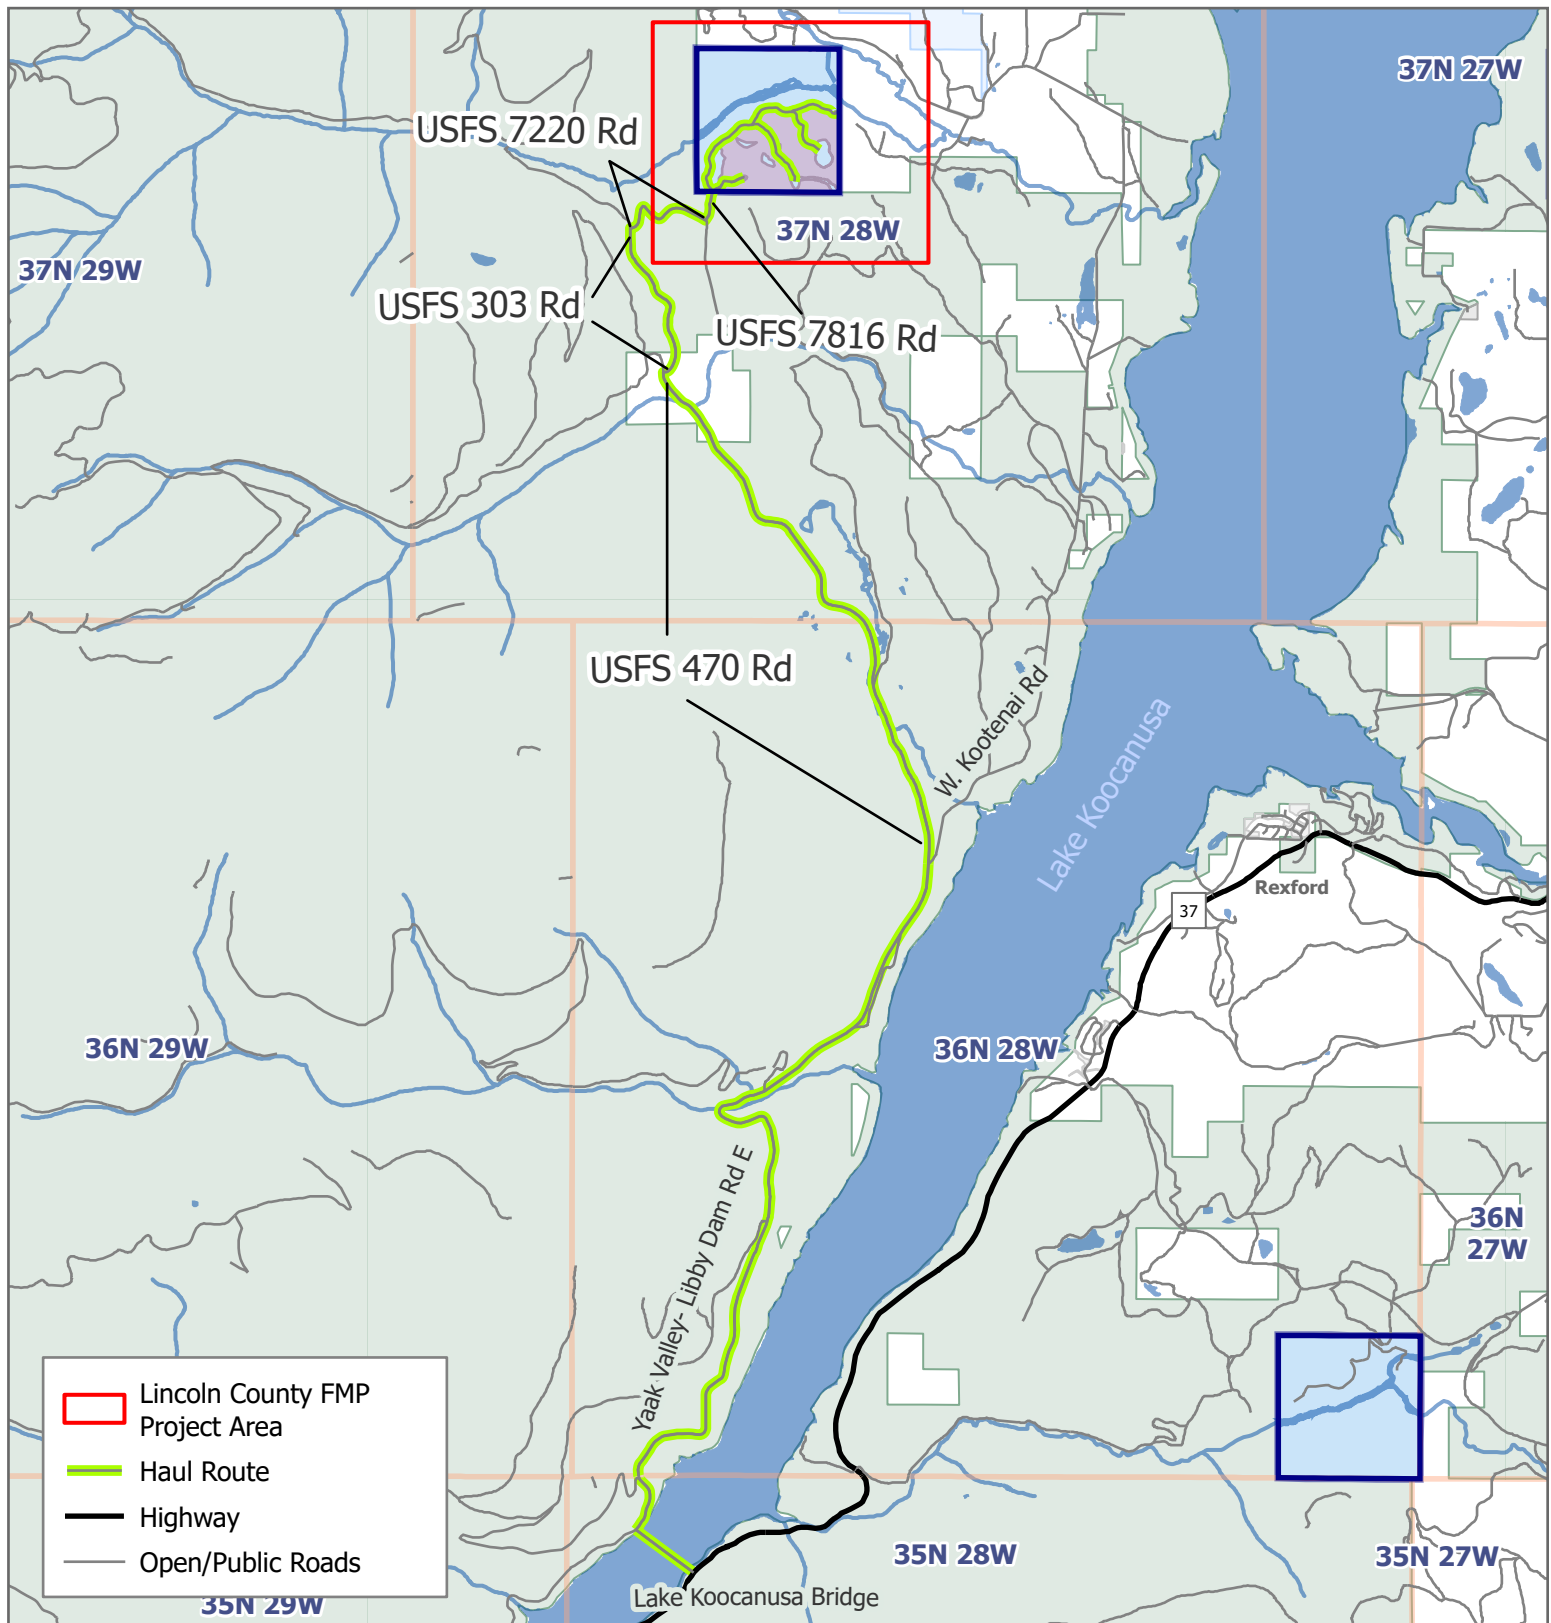 37N 27W
USFS 7220 Rd
37N 28W
37N 29W
USFS 303 Rd
USFS 7816 Rd
USFS 470 Rd
W. Kootenai Rd
Lake Koocanusa
Rexford
37
36N 29W
36N 28W
Yaak Valley- Libby Dam Rd E
36N
27W
Lincoln County FMP
Project Area
Haul Route
Highway
Open/Public Roads
35N 28W
35N 27W
Lake Koocanusa Bridge
35N 29W